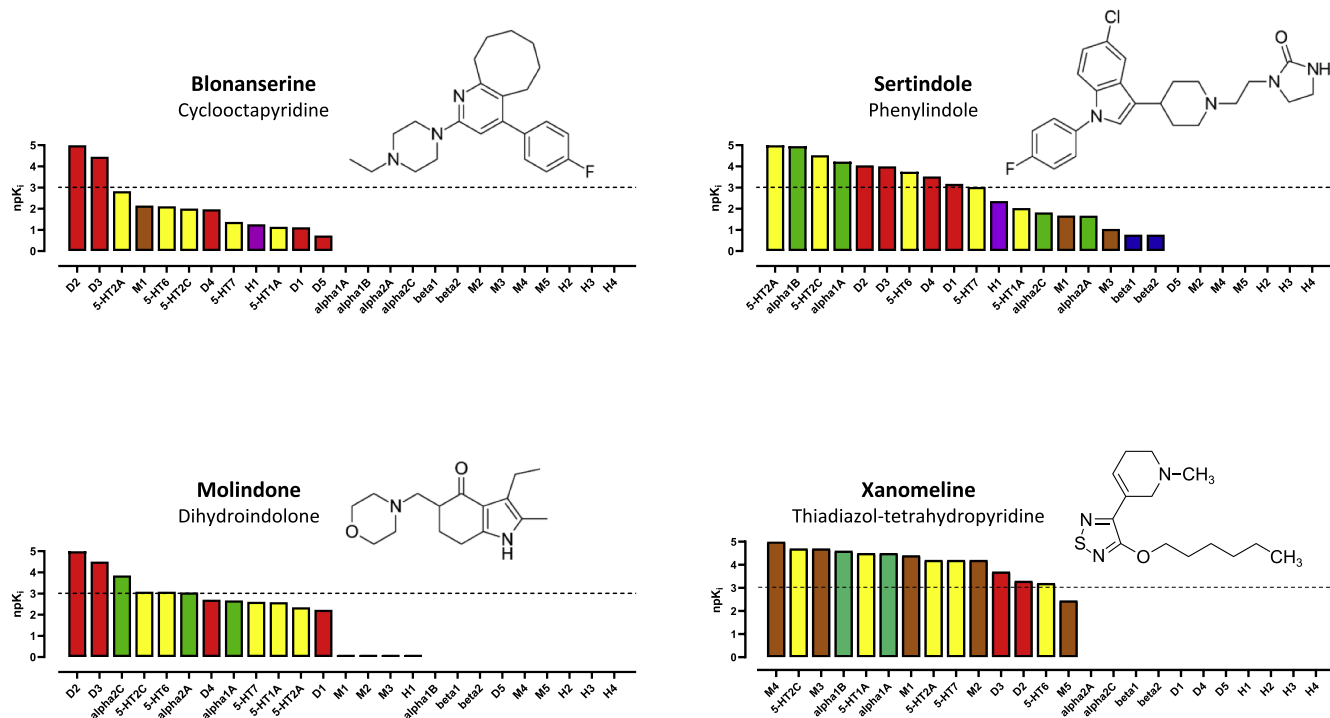 Blonanserine
Cyclooctapyridine
N
N
N
F
npKi
5
4
3
2
1
0
D2 D3 5-HT2A M1 5-HT6 5-HT2C D4 5-HT7 H1 5-HT1A D1 D5 alpha1A alpha1B alpha2A alpha2C beta1 beta2 M2 M3 M4 M5 H2 H3 H4
Sertindole
Phenylindole
Cl
O
NH
N
N
N
F
npKi
5
4
3
2
1
0
5-HT2A alpha1B 5-HT2C alpha1A D2 D3 5-HT6 D4 D1 5-HT7 H1 5-HT1A alpha2C M1 alpha2A M3 beta1 beta2 D5 M2 M4 M5 H2 H3 H4
Molindone
Dihydroindolone
O
N
O
N
H
npKi
5
4
3
2
1
0
D2 D3 alpha2C 5-HT2C 5-HT6 alpha2A D4 alpha1A 5-HT7 5-HT1A 5-HT2A D1 M1 M2 M3 H1 alpha1B beta1 beta2 D5 M4 M5 H2 H3 H4
Xanomeline
Thiadiazol-tetrahydropyridine
N CH3
N
S
N
O
CH3
npKi
5
4
3
2
1
0
M4 5-HT2C M3 alpha1B 5-HT1A alpha1A M1 5-HT2A 5-HT7 M2 D3 D2 5-HT6 M5 alpha2A alpha2C beta1 beta2 D1 D4 D5 H1 H2 H3 H4